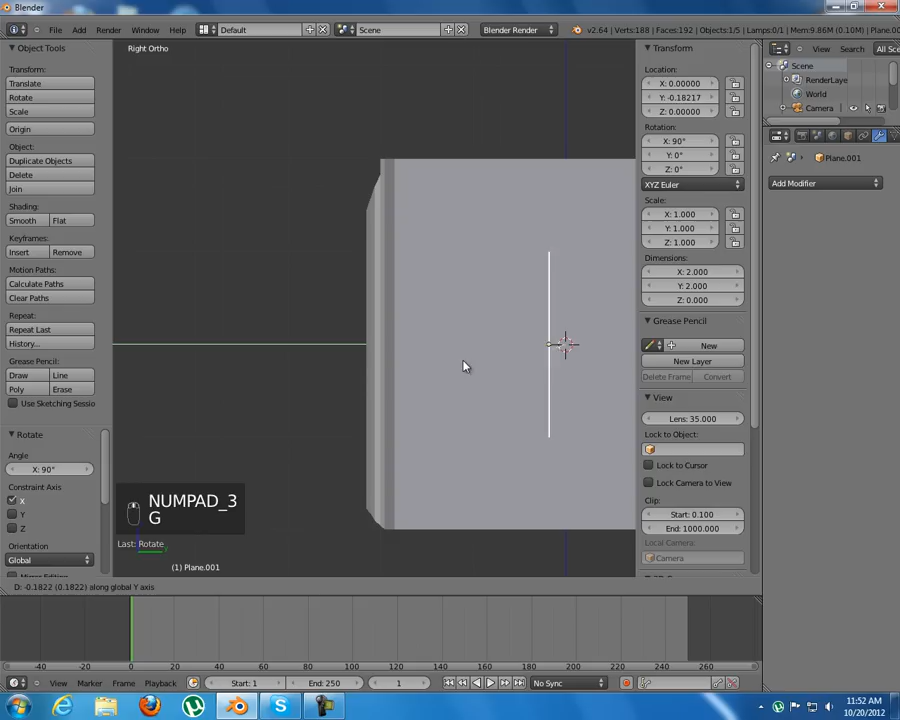 Blender
File Add Render Window Help
Default
Scene
Blender Render
v2.64 | Verts:188 | Faces:192 | Objects:1/5 | Lamps:0/1 | Mem:9.86M (0.10M) | Plane.00
Object Tools
Transform:
Translate
Rotate
Scale
Origin
Object:
Duplicate Objects
Delete
Join
Shading:
Smooth Flat
Keyframes:
Insert Remove
Motion Paths:
Calculate Paths
Clear Paths
Repeat:
Repeat Last
History...
Grease Pencil:
Draw Line
Poly Erase
Use Sketching Sessio
Rotate
Angle
X: 90°
Constraint Axis
X
Y
Z
Orientation
Global
Right Ortho
NUMPAD_3
G
Last: Rotate
(1) Plane.001
D: -0.1822 (0.1822) along global Y axis
Transform
Location:
X: 0.00000
Y: -0.18217
Z: 0.00000
Rotation:
X: 90°
Y: 0°
Z: 0°
XYZ Euler
Scale:
X: 1.000
Y: 1.000
Z: 1.000
Dimensions:
X: 2.000
Y: 2.000
Z: 0.000
Grease Pencil
New
New Layer
Delete Frame Convert
View
Lens: 35.000
Lock to Object:
Lock to Cursor
Lock Camera to View
Clip:
Start: 0.100
End: 1000.000
Local Camera:
Camera
View Search All Sce
Scene
RenderLaye
World
Camera
Plane.001
Add Modifier
-40 -20 0 20 40 60 80 100 120 140 160 180 200 220 240 260
View Marker Frame Playback Start: 1 End: 250 1 No Sync
11:52 AM
10/20/2012